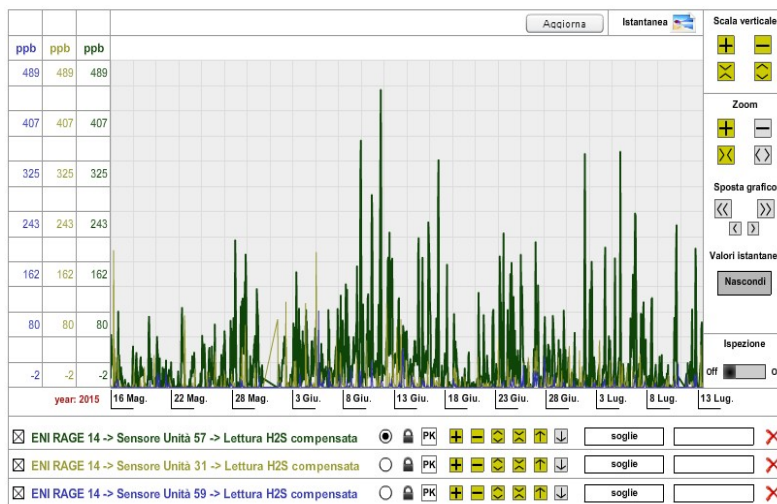 Aggiorna Istantanea Scala verticale
ppb ppb ppb
489 489 489
407 407 407
Zoom
325 325 325
Sposta grafico
243 243 243
Valori istantane
162 162 162
Nascondi
80 80 80
Ispezione
off o
-2 -2 -2
year: 2015 16 Mag. 22 Mag. 28 Mag. 3 Giu. 8 Giu. 13 Giu. 18 Giu. 23 Giu. 28 Giu. 3 Lug. 8 Lug. 13 Lug.
ENI RAGE 14 -> Sensore Unità 57 -> Lettura H2S compensata PK soglie
ENI RAGE 14 -> Sensore Unità 31 -> Lettura H2S compensata PK soglie
ENI RAGE 14 -> Sensore Unità 59 -> Lettura H2S compensata PK soglie